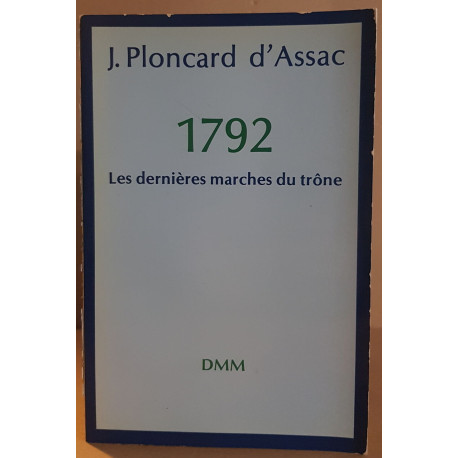 J. Ploncard d'Assac
1792
Les dernières marches du trône
DMM